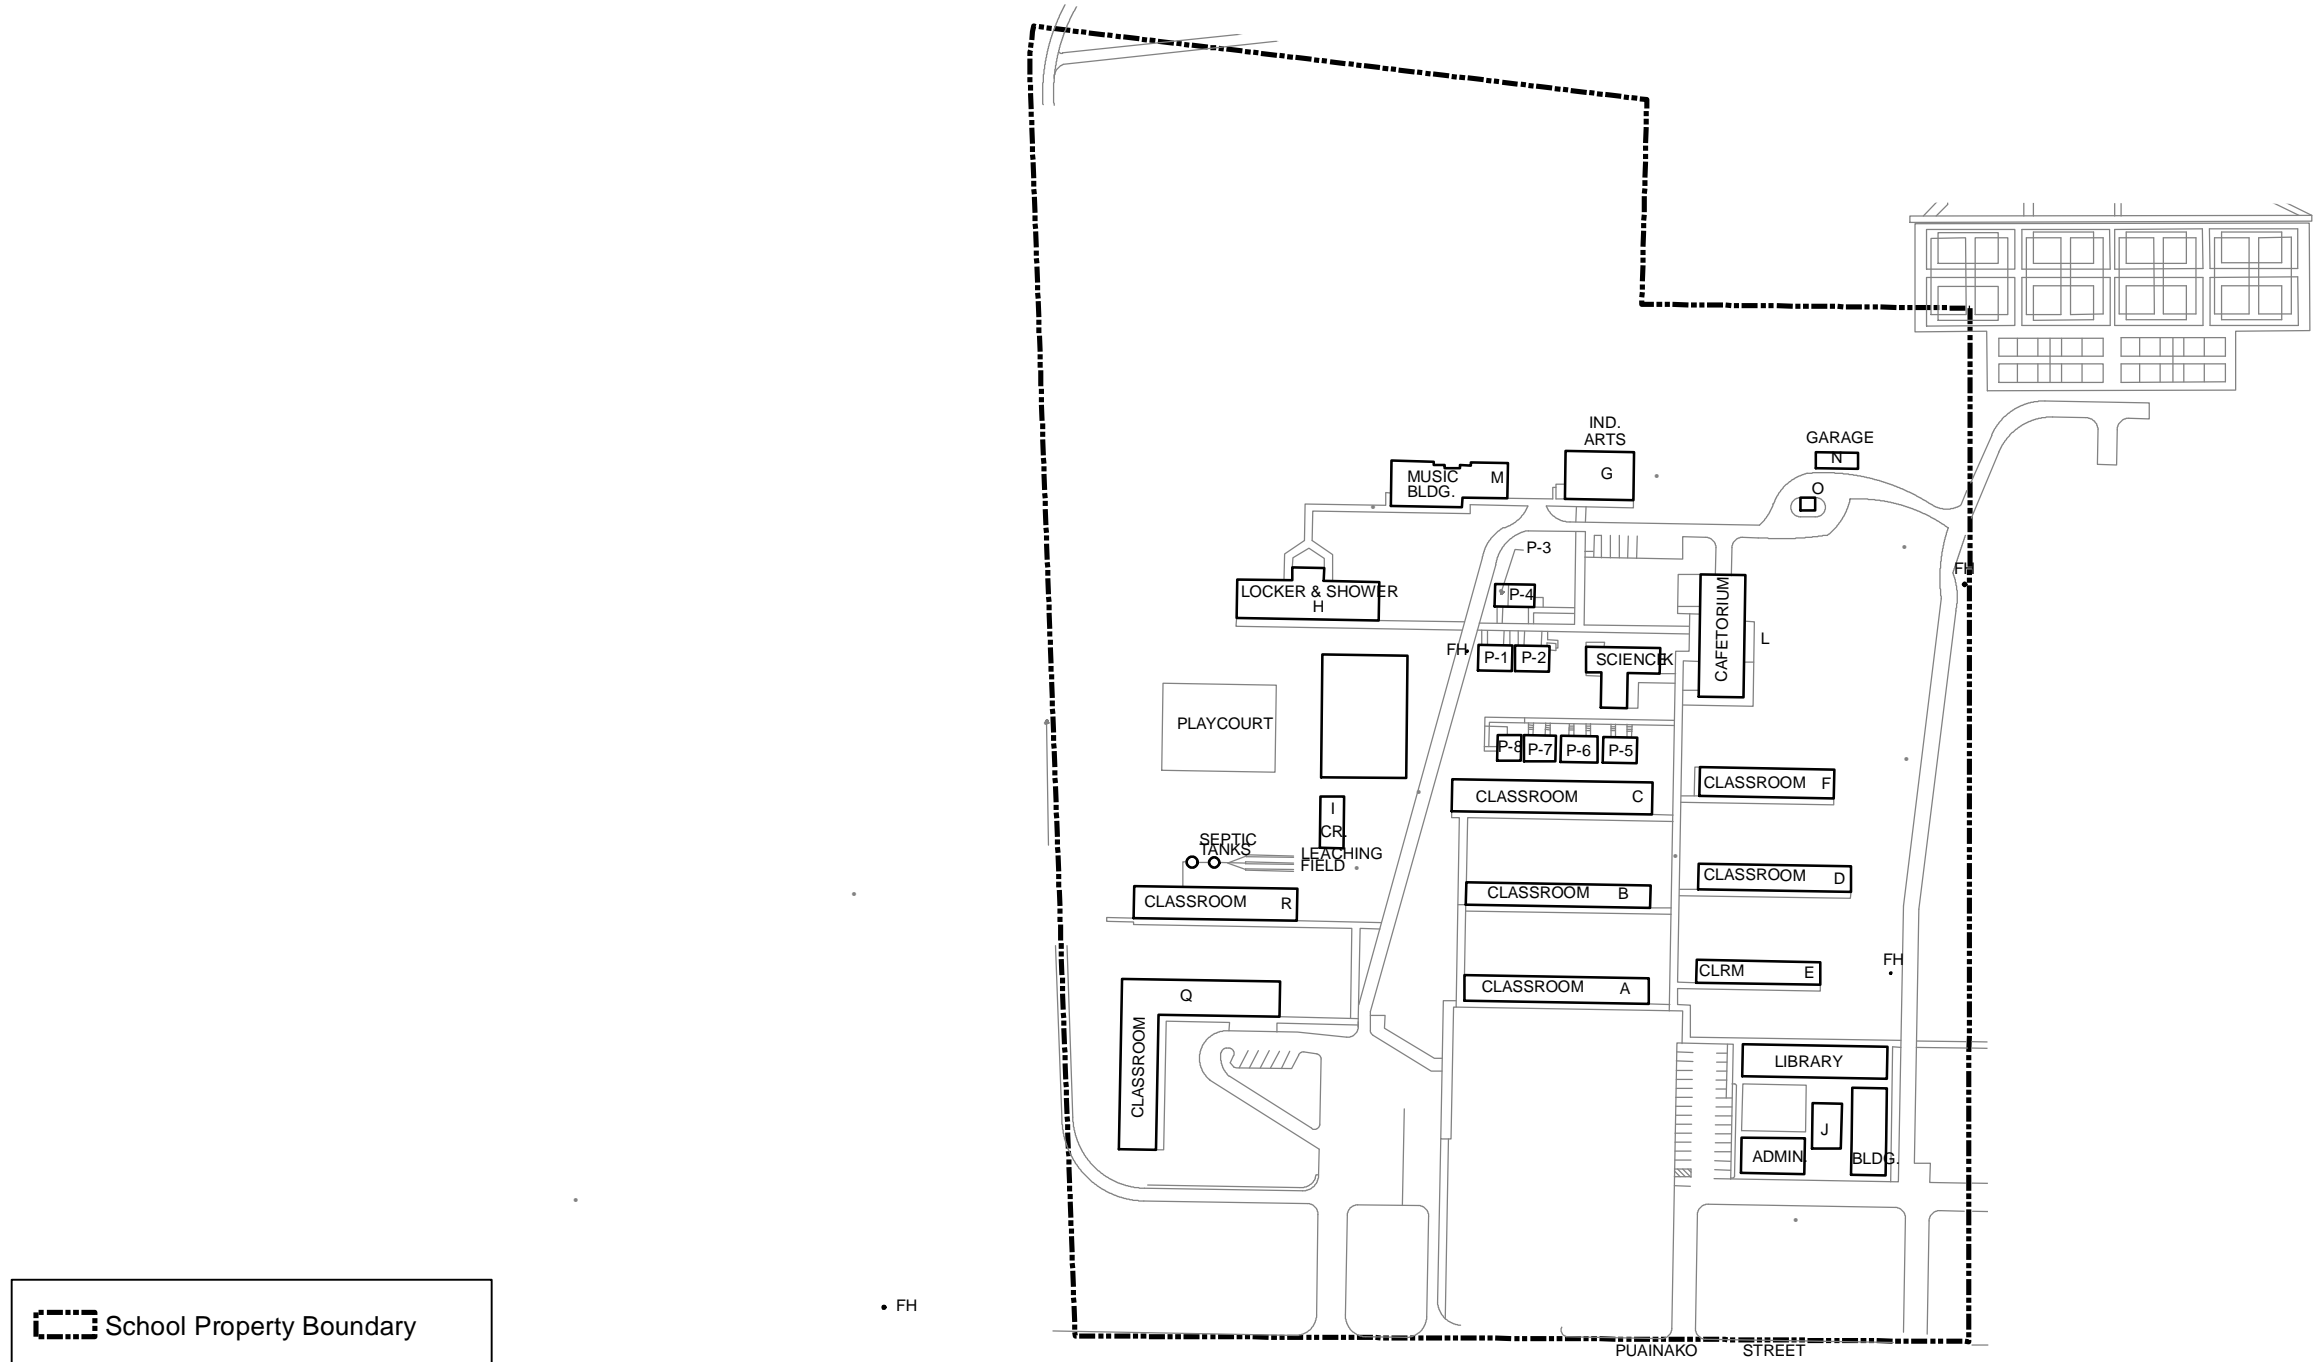 IND.
ARTS
GARAGE
N
MUSIC M
BLDG.
G
O
P-3
FH
LOCKER & SHOWER
H
P-4
CAFETORIUM
L
FH
P-1
P-2
SCIENCE K
PLAYCOURT
P-8
P-7
P-6
P-5
CLASSROOM F
CLASSROOM C
I
CR.
SEPTIC
TANKS
LEACHING
FIELD
CLASSROOM D
CLASSROOM B
CLASSROOM R
FH
CLRM E
CLASSROOM A
Q
CLASSROOM
LIBRARY
J
ADMIN.
BLDG.
FH
School Property Boundary
PUAINAKO STREET